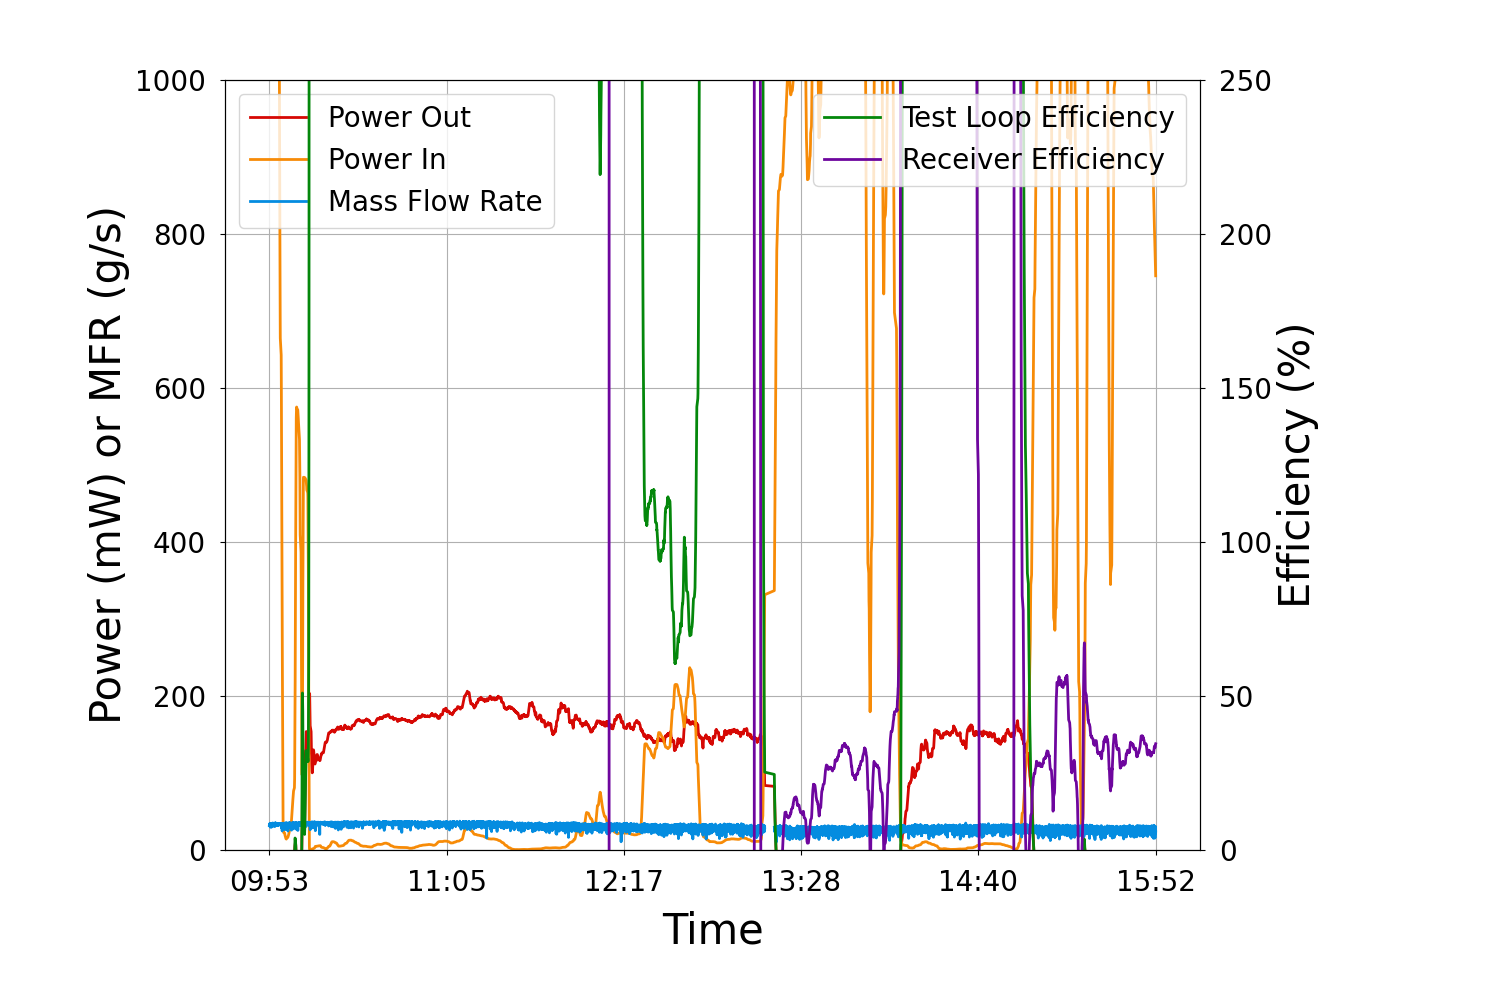 1000
800
600
400
200
0
Power (mW) or MFR (g/s)
Power Out
Power In
Mass Flow Rate
Test Loop Efficiency
Receiver Efficiency
250
200
150
100
50
0
Efficiency (%)
09:53
11:05
12:17
13:28
14:40
15:52
Time